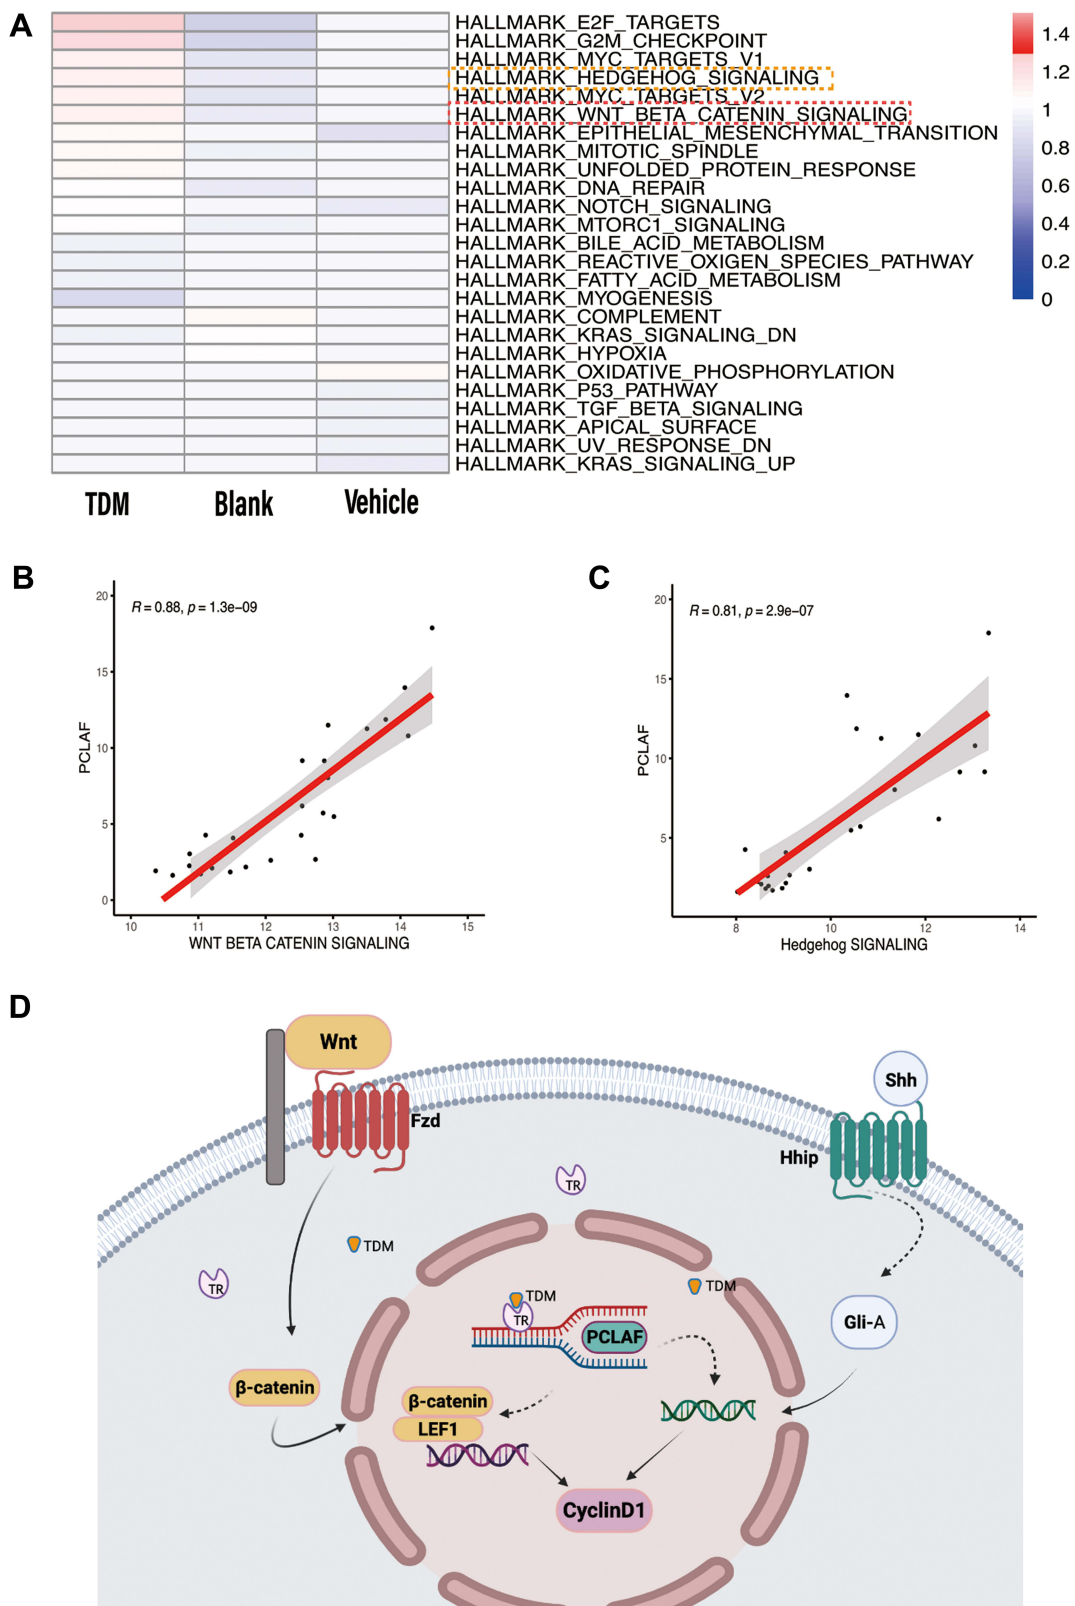 A
HALLMARK_E2F_TARGETS
HALLMARK_G2M_CHECKPOINT
HALLMARK_MYC_TARGETS_V1
HALLMARK_HEDGEHOG_SIGNALING
HALLMARK_MYC_TARGETS_V2
HALLMARK_WNT_BETA_CATENIN_SIGNALING
HALLMARK_EPITHELIAL_MESENCHYMAL_TRANSITION
HALLMARK_MITOTIC_SPINDLE
HALLMARK_UNFOLDED_PROTEIN_RESPONSE
HALLMARK_DNA_REPAIR
HALLMARK_NOTCH_SIGNALING
HALLMARK_MTORC1_SIGNALING
HALLMARK_BILE_ACID_METABOLISM
HALLMARK_REACTIVE_OXIGEN_SPECIES_PATHWAY
HALLMARK_FATTY_ACID_METABOLISM
HALLMARK_MYOGENESIS
HALLMARK_COMPLEMENT
HALLMARK_KRAS_SIGNALING_DN
HALLMARK_HYPOXIA
HALLMARK_OXIDATIVE_PHOSPHORYLATION
HALLMARK_P53_PATHWAY
HALLMARK_TGF_BETA_SIGNALING
HALLMARK_APICAL_SURFACE
HALLMARK_UV_RESPONSE_DN
HALLMARK_KRAS_SIGNALING_UP
1.4
1.2
1
0.8
0.6
0.4
0.2
0
TDM Blank Vehicle
B
R = 0.88, p = 1.3e−09
PCLAF
20
15
10
5
0
10 11 12 13 14 15
WNT BETA CATENIN SIGNALING
C
R = 0.81, p = 2.9e−07
PCLAF
20
15
10
5
8 10 12 14
Hedgehog SIGNALING
D
Wnt
Fzd
Shh
Hhip
TR
TDM
TR
TDM
TDM
TR
PCLAF
Gli-A
β-catenin
β-catenin
LEF1
CyclinD1